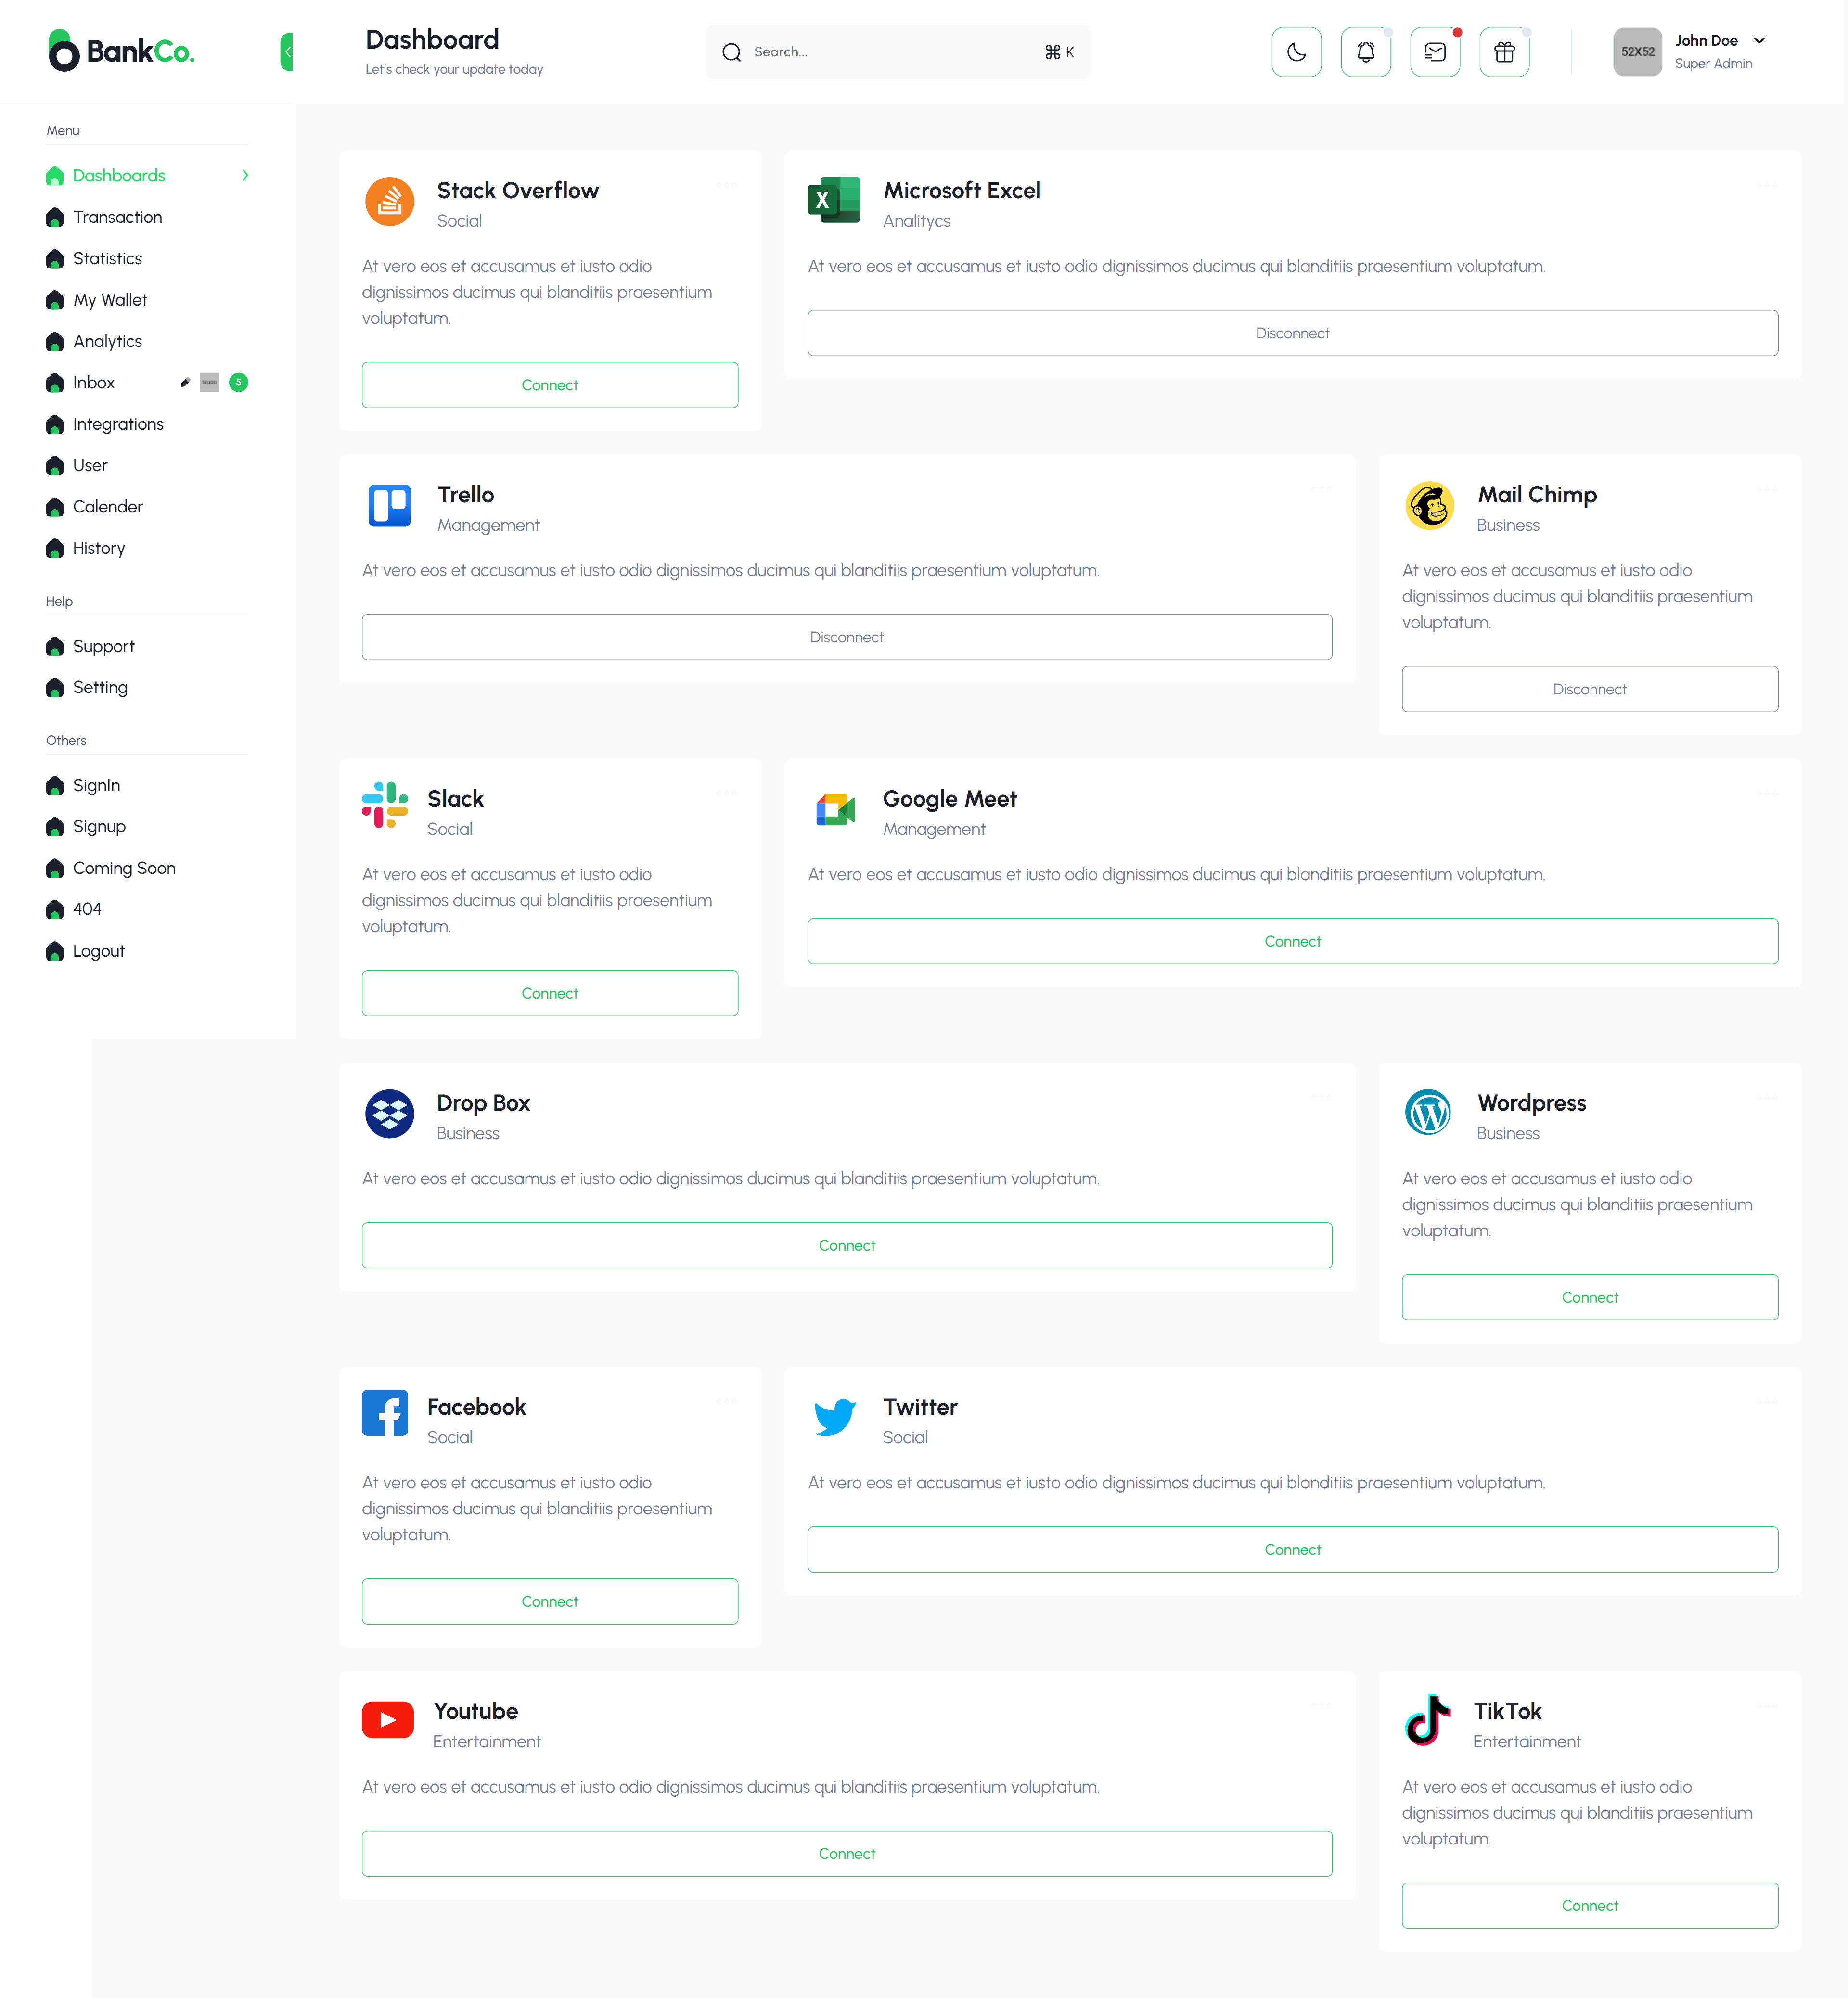 BankCo.
Dashboard
Let's check your update today
Search...
⌘ K
52X52
John Doe
Super Admin
Menu
Dashboards
Transaction
Statistics
My Wallet
Analytics
Inbox
5
Integrations
User
Calender
History
Help
Support
Setting
Others
SignIn
Signup
Coming Soon
404
Logout
Stack Overflow
Social
At vero eos et accusamus et iusto odio
dignissimos ducimus qui blanditiis praesentium
voluptatum.
Connect
X
Microsoft Excel
Analitycs
At vero eos et accusamus et iusto odio dignissimos ducimus qui blanditiis praesentium voluptatum.
Disconnect
Trello
Management
At vero eos et accusamus et iusto odio dignissimos ducimus qui blanditiis praesentium voluptatum.
Disconnect
Mail Chimp
Business
At vero eos et accusamus et iusto odio
dignissimos ducimus qui blanditiis praesentium
voluptatum.
Disconnect
Slack
Social
At vero eos et accusamus et iusto odio
dignissimos ducimus qui blanditiis praesentium
voluptatum.
Connect
Google Meet
Management
At vero eos et accusamus et iusto odio dignissimos ducimus qui blanditiis praesentium voluptatum.
Connect
Drop Box
Business
At vero eos et accusamus et iusto odio dignissimos ducimus qui blanditiis praesentium voluptatum.
Connect
Wordpress
Business
At vero eos et accusamus et iusto odio
dignissimos ducimus qui blanditiis praesentium
voluptatum.
Connect
Facebook
Social
At vero eos et accusamus et iusto odio
dignissimos ducimus qui blanditiis praesentium
voluptatum.
Connect
Twitter
Social
At vero eos et accusamus et iusto odio dignissimos ducimus qui blanditiis praesentium voluptatum.
Connect
Youtube
Entertainment
At vero eos et accusamus et iusto odio dignissimos ducimus qui blanditiis praesentium voluptatum.
Connect
TikTok
Entertainment
At vero eos et accusamus et iusto odio
dignissimos ducimus qui blanditiis praesentium
voluptatum.
Connect